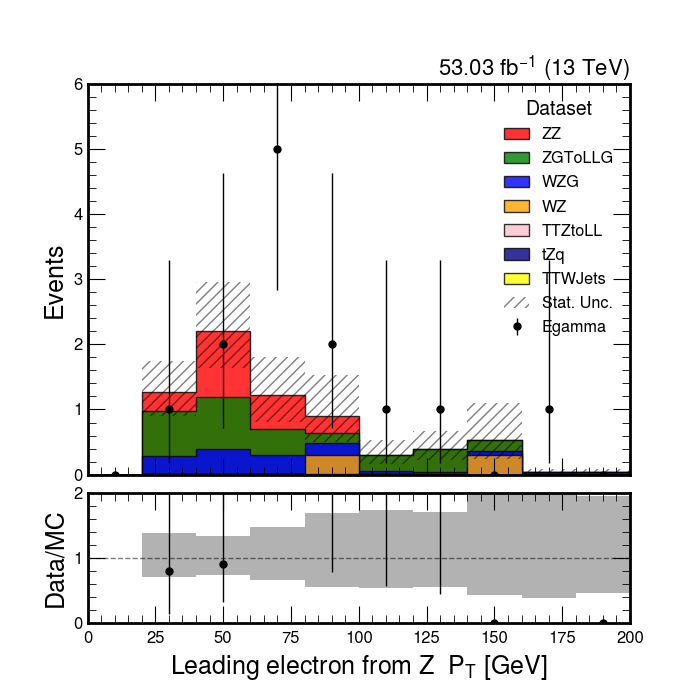 53.03 fb⁻¹ (13 TeV)
6
5
4
3
2
1
0
Events
Dataset
ZZ
ZGToLLG
WZG
WZ
TTZtoLL
tZq
TTWJets
Stat. Unc.
Egamma
2
1
0
Data/MC
0 25 50 75 100 125 150 175 200
Leading electron from Z P_T [GeV]